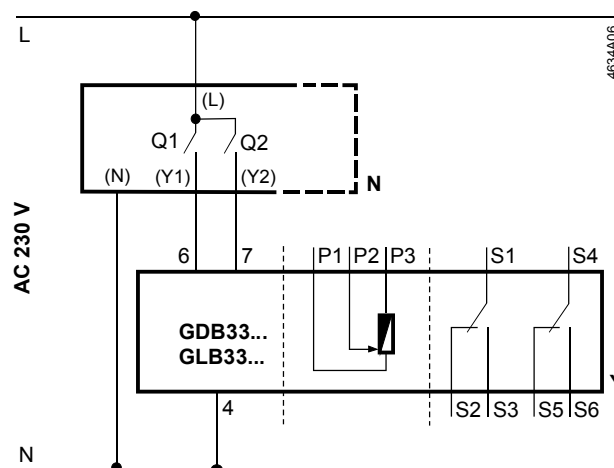 L
4634A06
(L)
Q1 Q2
(N) (Y1) (Y2)
N
AC 230 V
6 7 P1 P2 P3 S1 S4
GDB33...
GLB33...
4 S2 S3 S5 S6
N